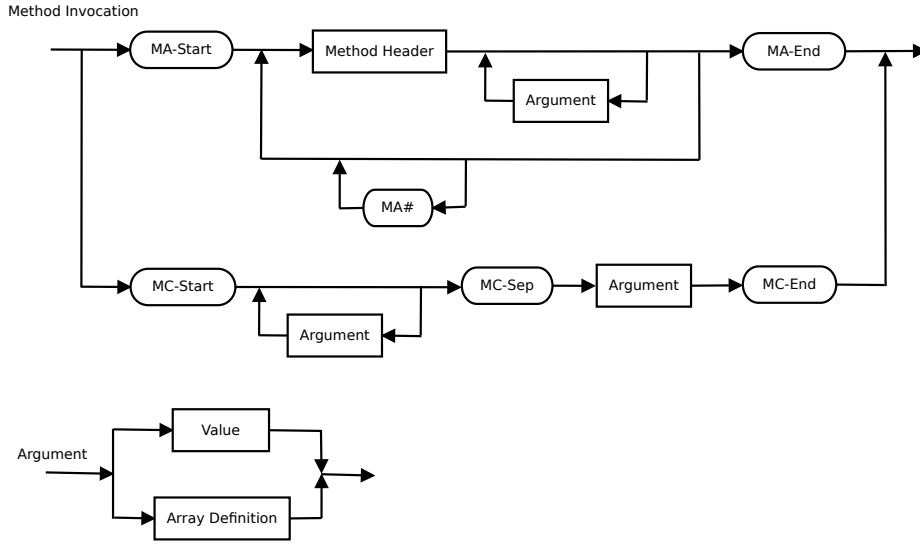 Method Invocation
MA-Start
Method Header
MA-End
Argument
MA#
MC-Start
MC-Sep
Argument
MC-End
Argument
Argument
Value
Array Definition